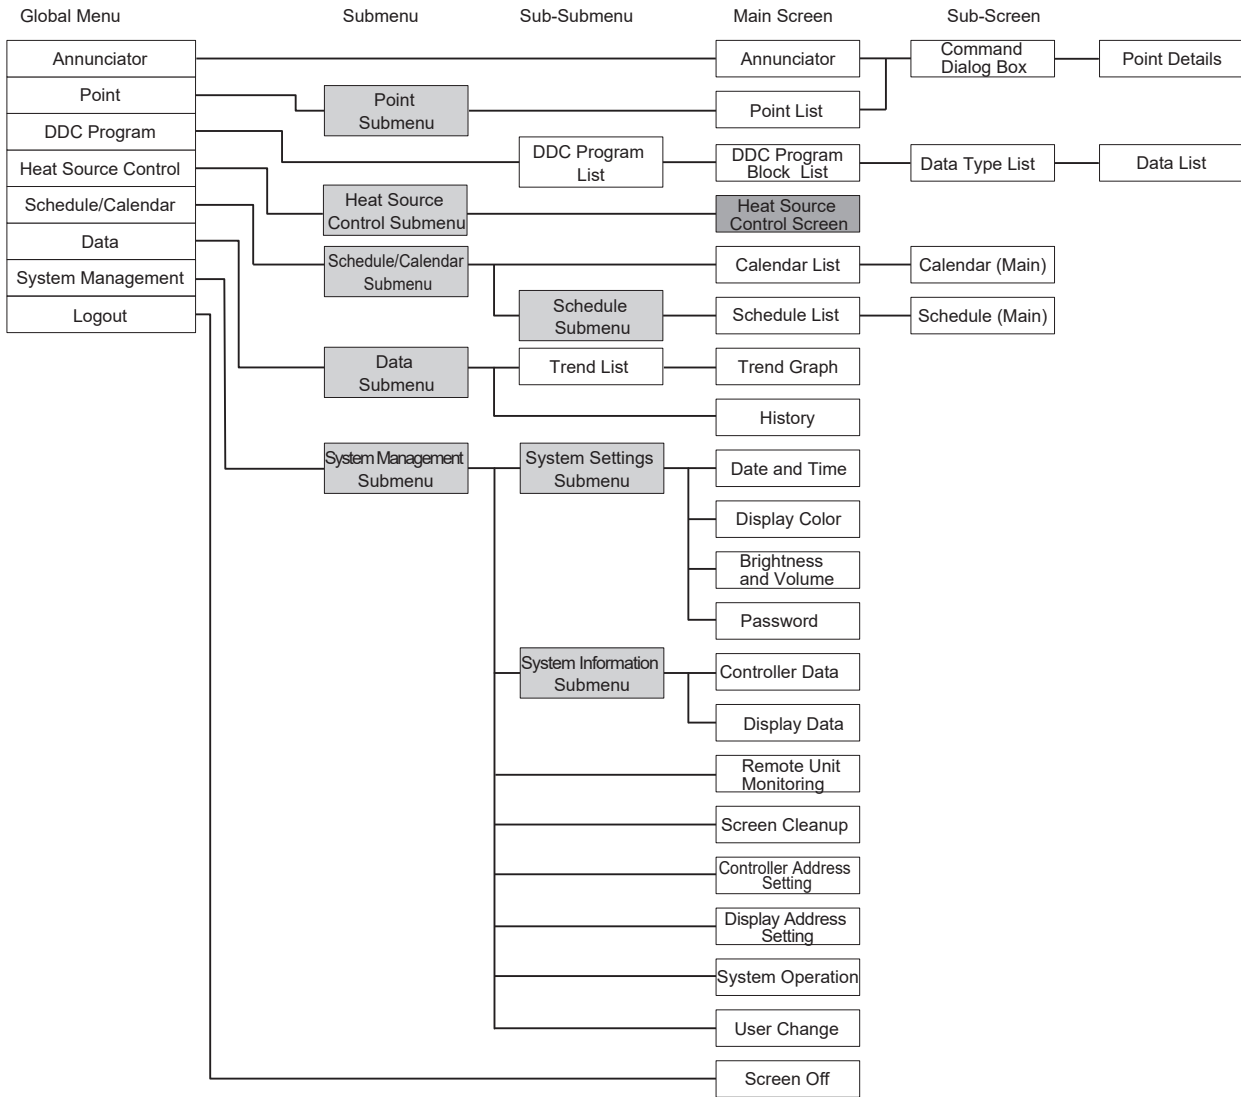 Global Menu
Submenu
Sub-Submenu
Main Screen
Sub-Screen
Annunciator
Point
DDC Program
Heat Source Control
Schedule/Calendar
Data
System Management
Logout
Annunciator
Command
Dialog Box
Point Details
Point
Submenu
Point List
DDC Program
List
DDC Program
Block List
Data Type List
Data List
Heat Source
Control Submenu
Heat Source
Control Screen
Schedule/Calendar
Submenu
Calendar List
Calendar (Main)
Schedule
Submenu
Schedule List
Schedule (Main)
Data
Submenu
Trend List
Trend Graph
History
System Management
Submenu
System Settings
Submenu
Date and Time
Display Color
Brightness
and Volume
Password
System Information
Submenu
Controller Data
Display Data
Remote Unit
Monitoring
Screen Cleanup
Controller Address
Setting
Display Address
Setting
System Operation
User Change
Screen Off